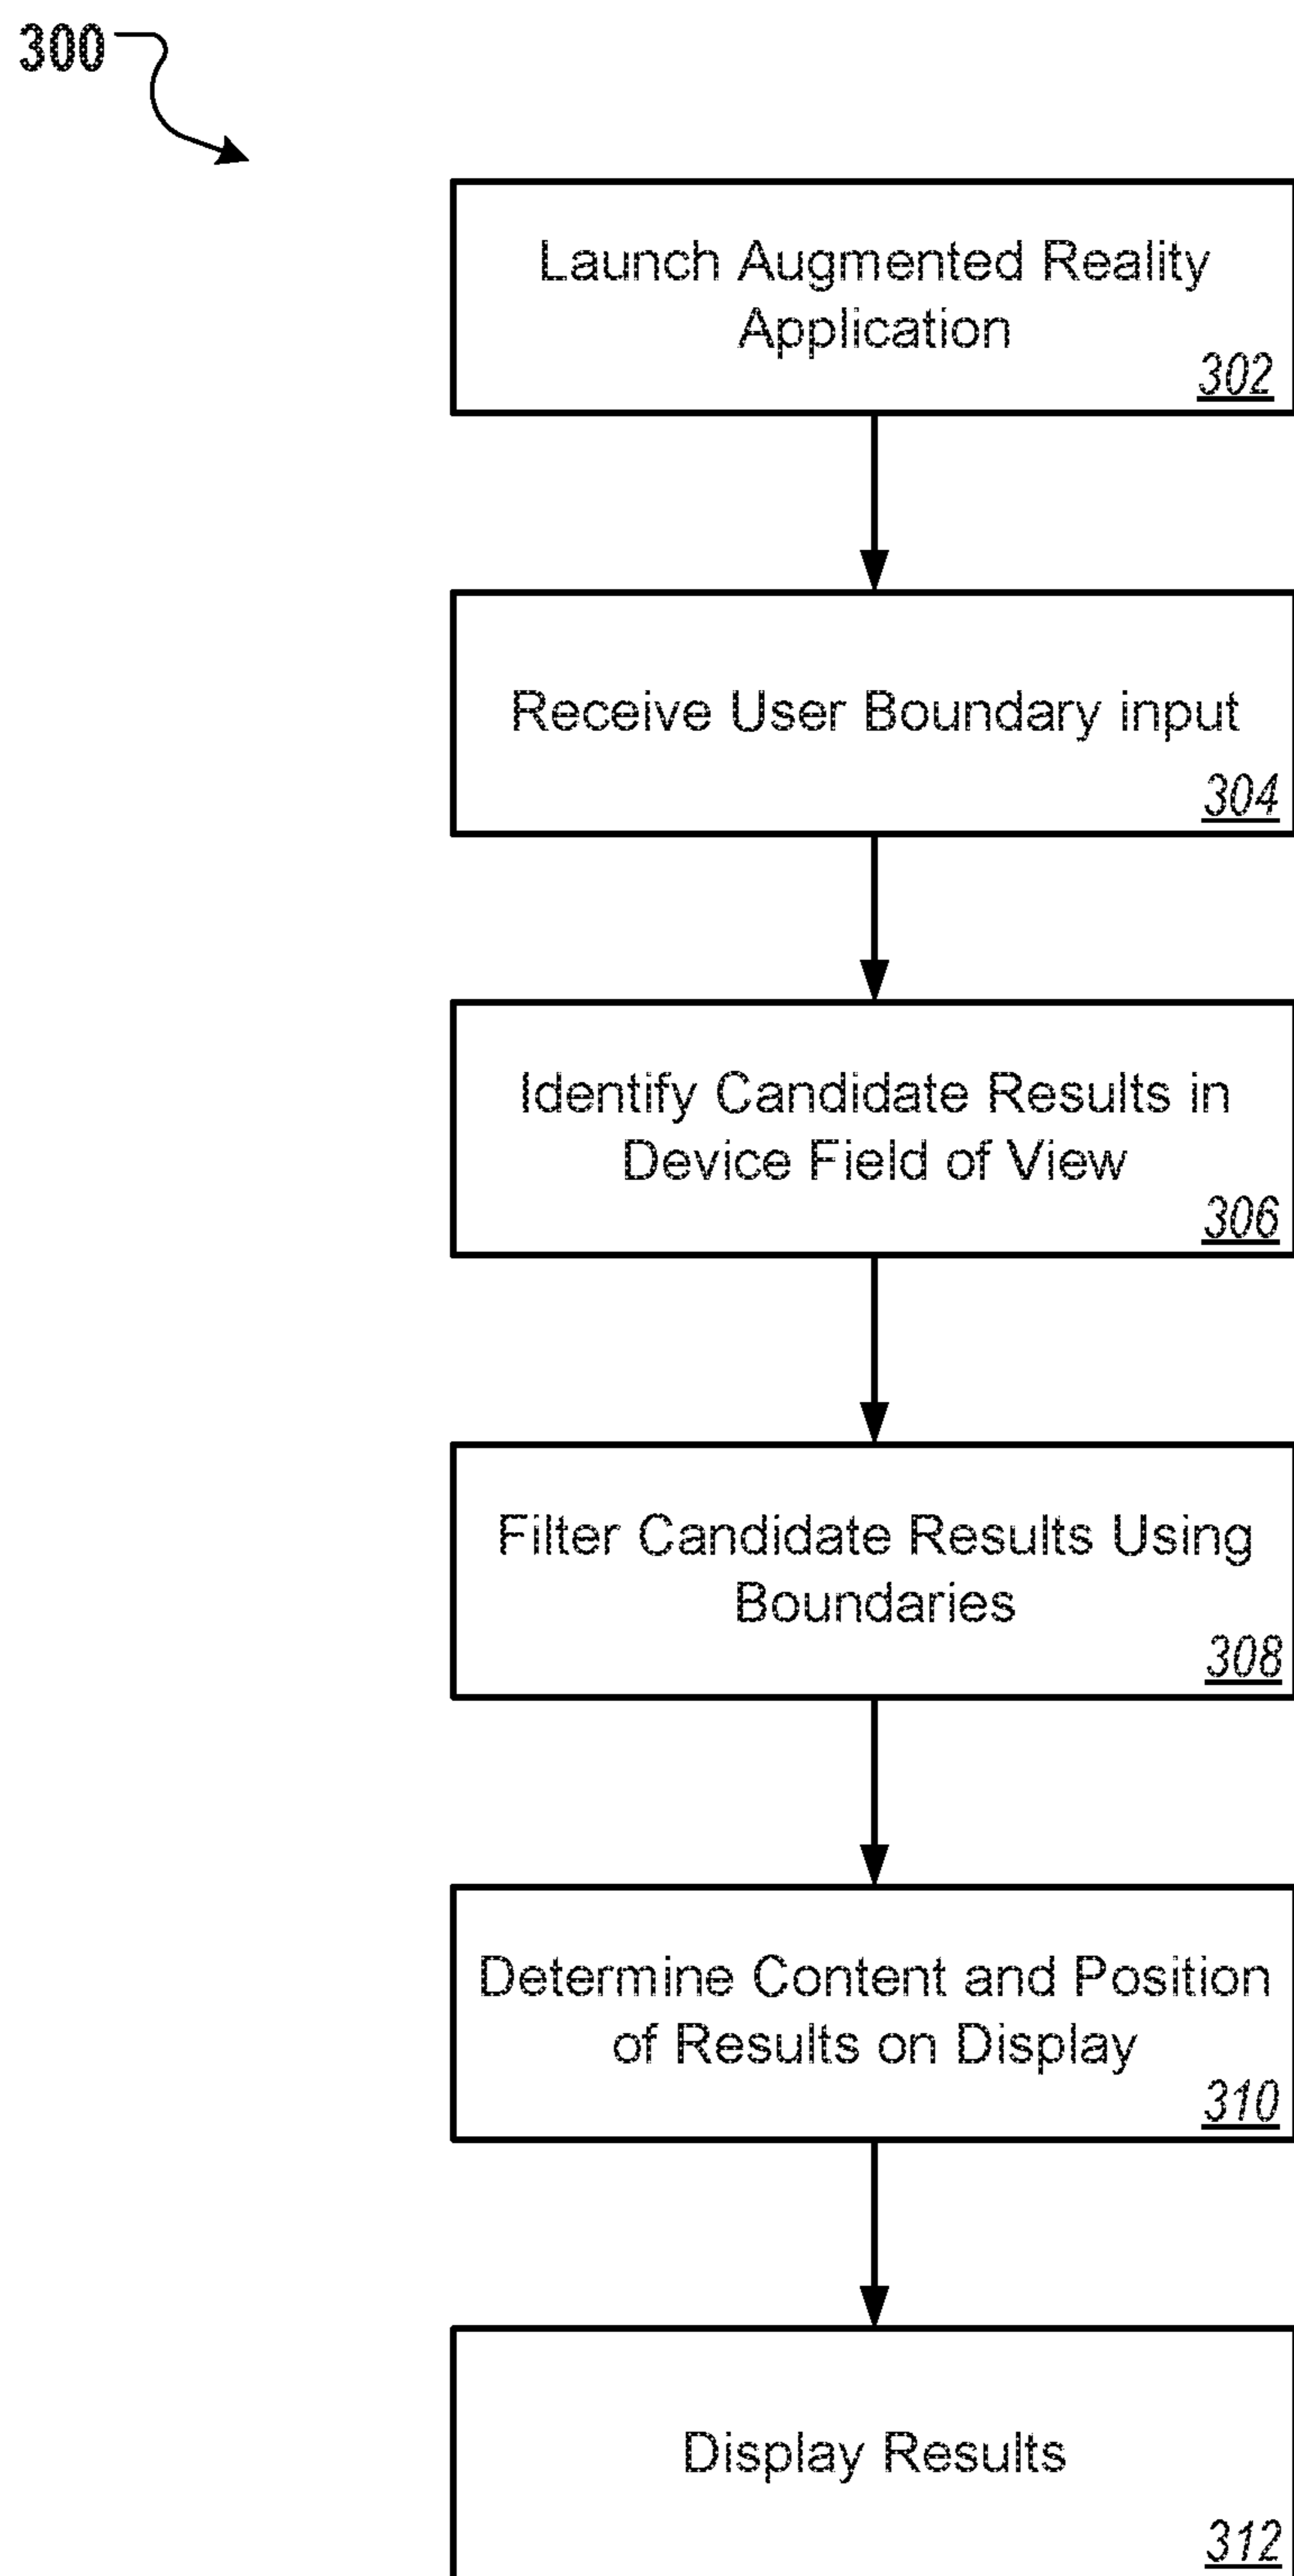 300
Launch Augmented Reality
Application
302
Receive User Boundary input
304
Identify Candidate Results in
Device Field of View
306
Filter Candidate Results Using
Boundaries
308
Determine Content and Position
of Results on Display
310
Display Results
312